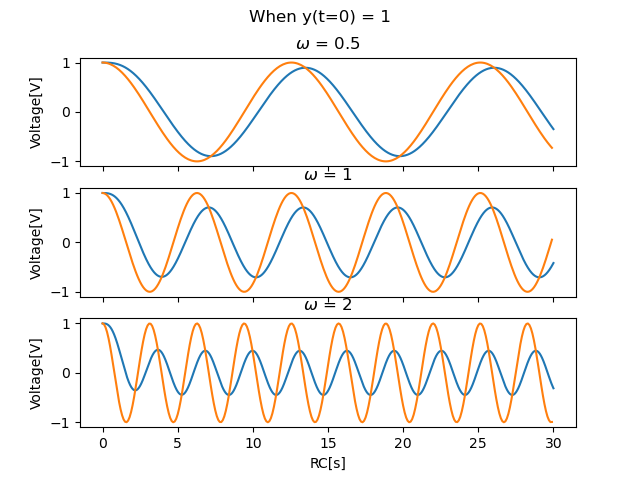 When y(t=0) = 1
ω = 0.5
Voltage[V]
1
0
−1
ω = 1
Voltage[V]
1
0
−1
ω = 2
Voltage[V]
1
0
−1
0 5 10 15 20 25 30
RC[s]